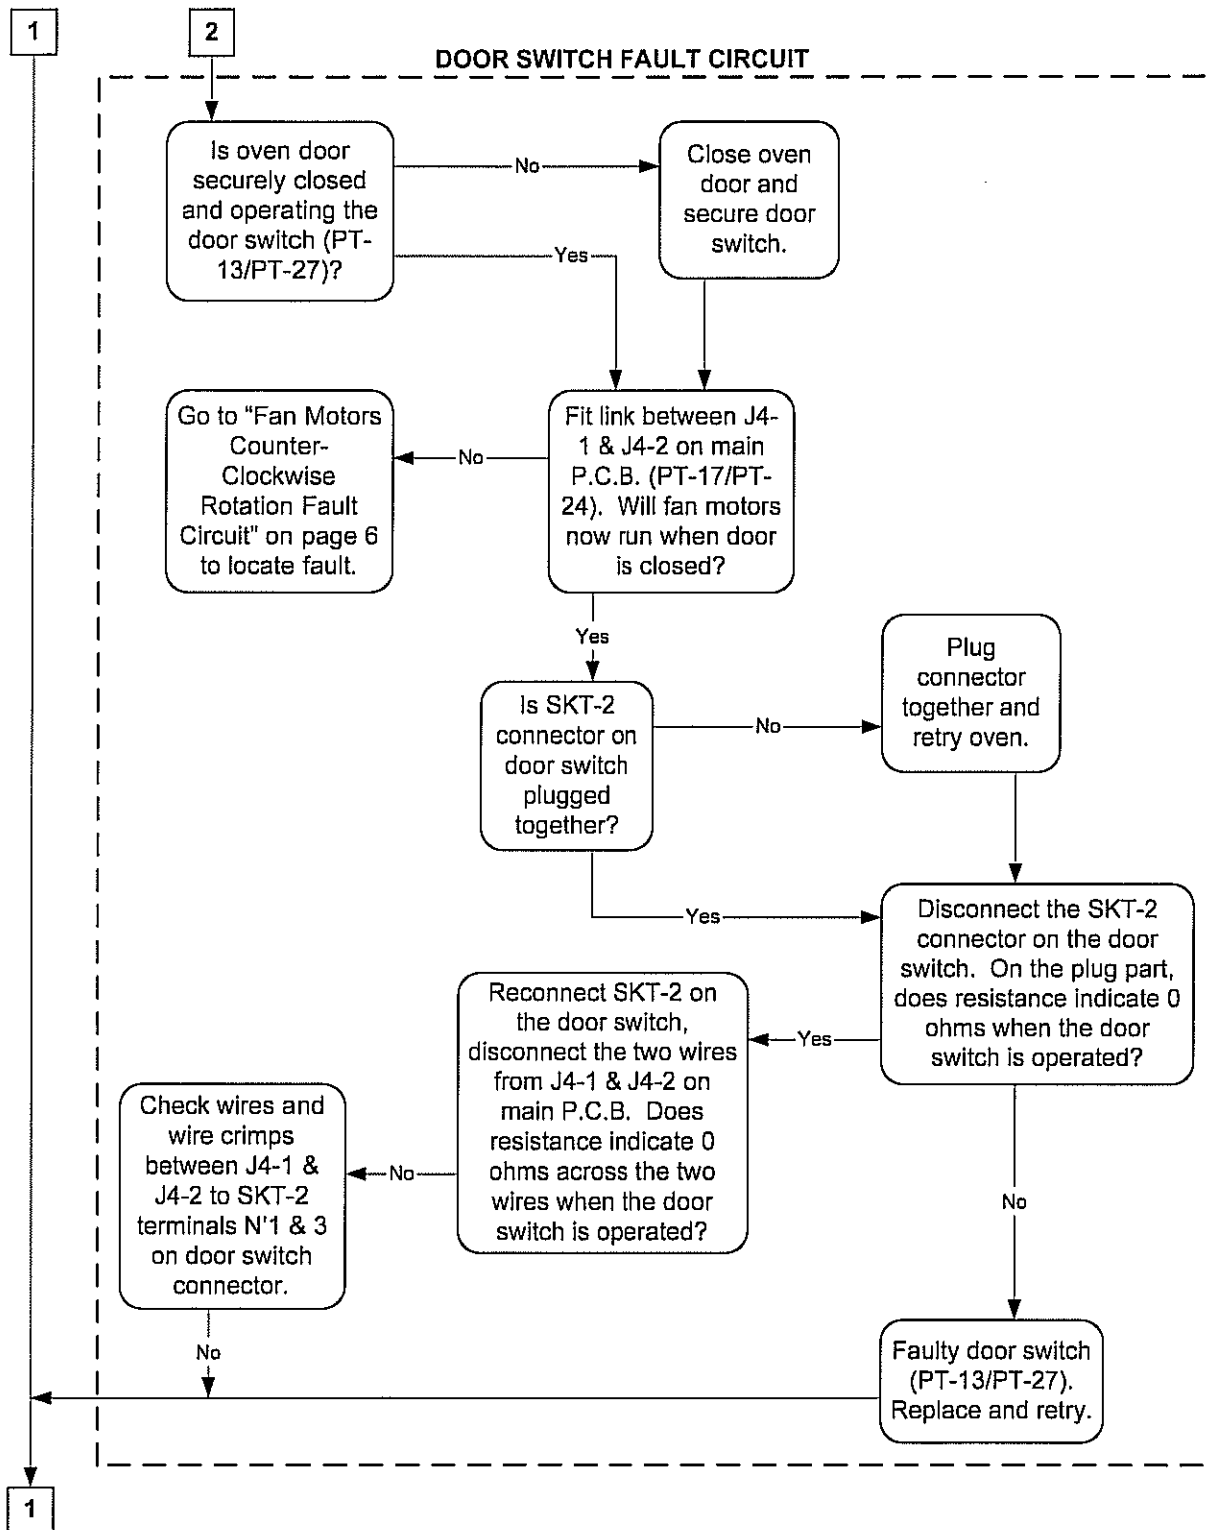 1
2
DOOR SWITCH FAULT CIRCUIT
Is oven door
securely closed
and operating the
door switch (PT-
13/PT-27)?
No
Yes
Close oven
door and
secure door
switch.
Go to "Fan Motors
Counter-
Clockwise
Rotation Fault
Circuit" on page 6
to locate fault.
No
Fit link between J4-
1 & J4-2 on main
P.C.B. (PT-17/PT-
24).  Will fan motors
now run when door
is closed?
Yes
Is SKT-2
connector on
door switch
plugged
together?
No
Plug
connector
together and
retry oven.
Yes
Disconnect the SKT-2
connector on the door
switch.  On the plug part,
does resistance indicate 0
ohms when the door
switch is operated?
Yes
Reconnect SKT-2 on
the door switch,
disconnect the two wires
from J4-1 & J4-2 on
main P.C.B.  Does
resistance indicate 0
ohms across the two
wires when the door
switch is operated?
No
Check wires and
wire crimps
between J4-1 &
J4-2 to SKT-2
terminals N'1 & 3
on door switch
connector.
No
No
Faulty door switch
(PT-13/PT-27).
Replace and retry.
1